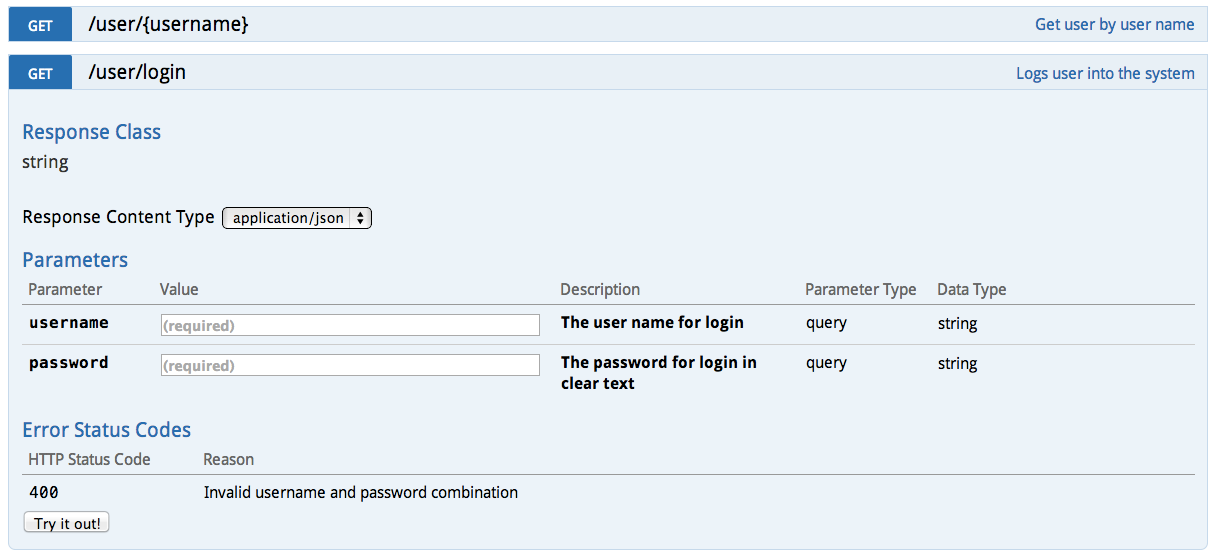 GET /user/{username} Get user by user name
GET /user/login Logs user into the system
Response Class
string
Response Content Type application/json
Parameters
Parameter Value Description Parameter Type Data Type
username (required) The user name for login query string
password (required) The password for login in query string
clear text
Error Status Codes
HTTP Status Code Reason
400 Invalid username and password combination
Try it out!